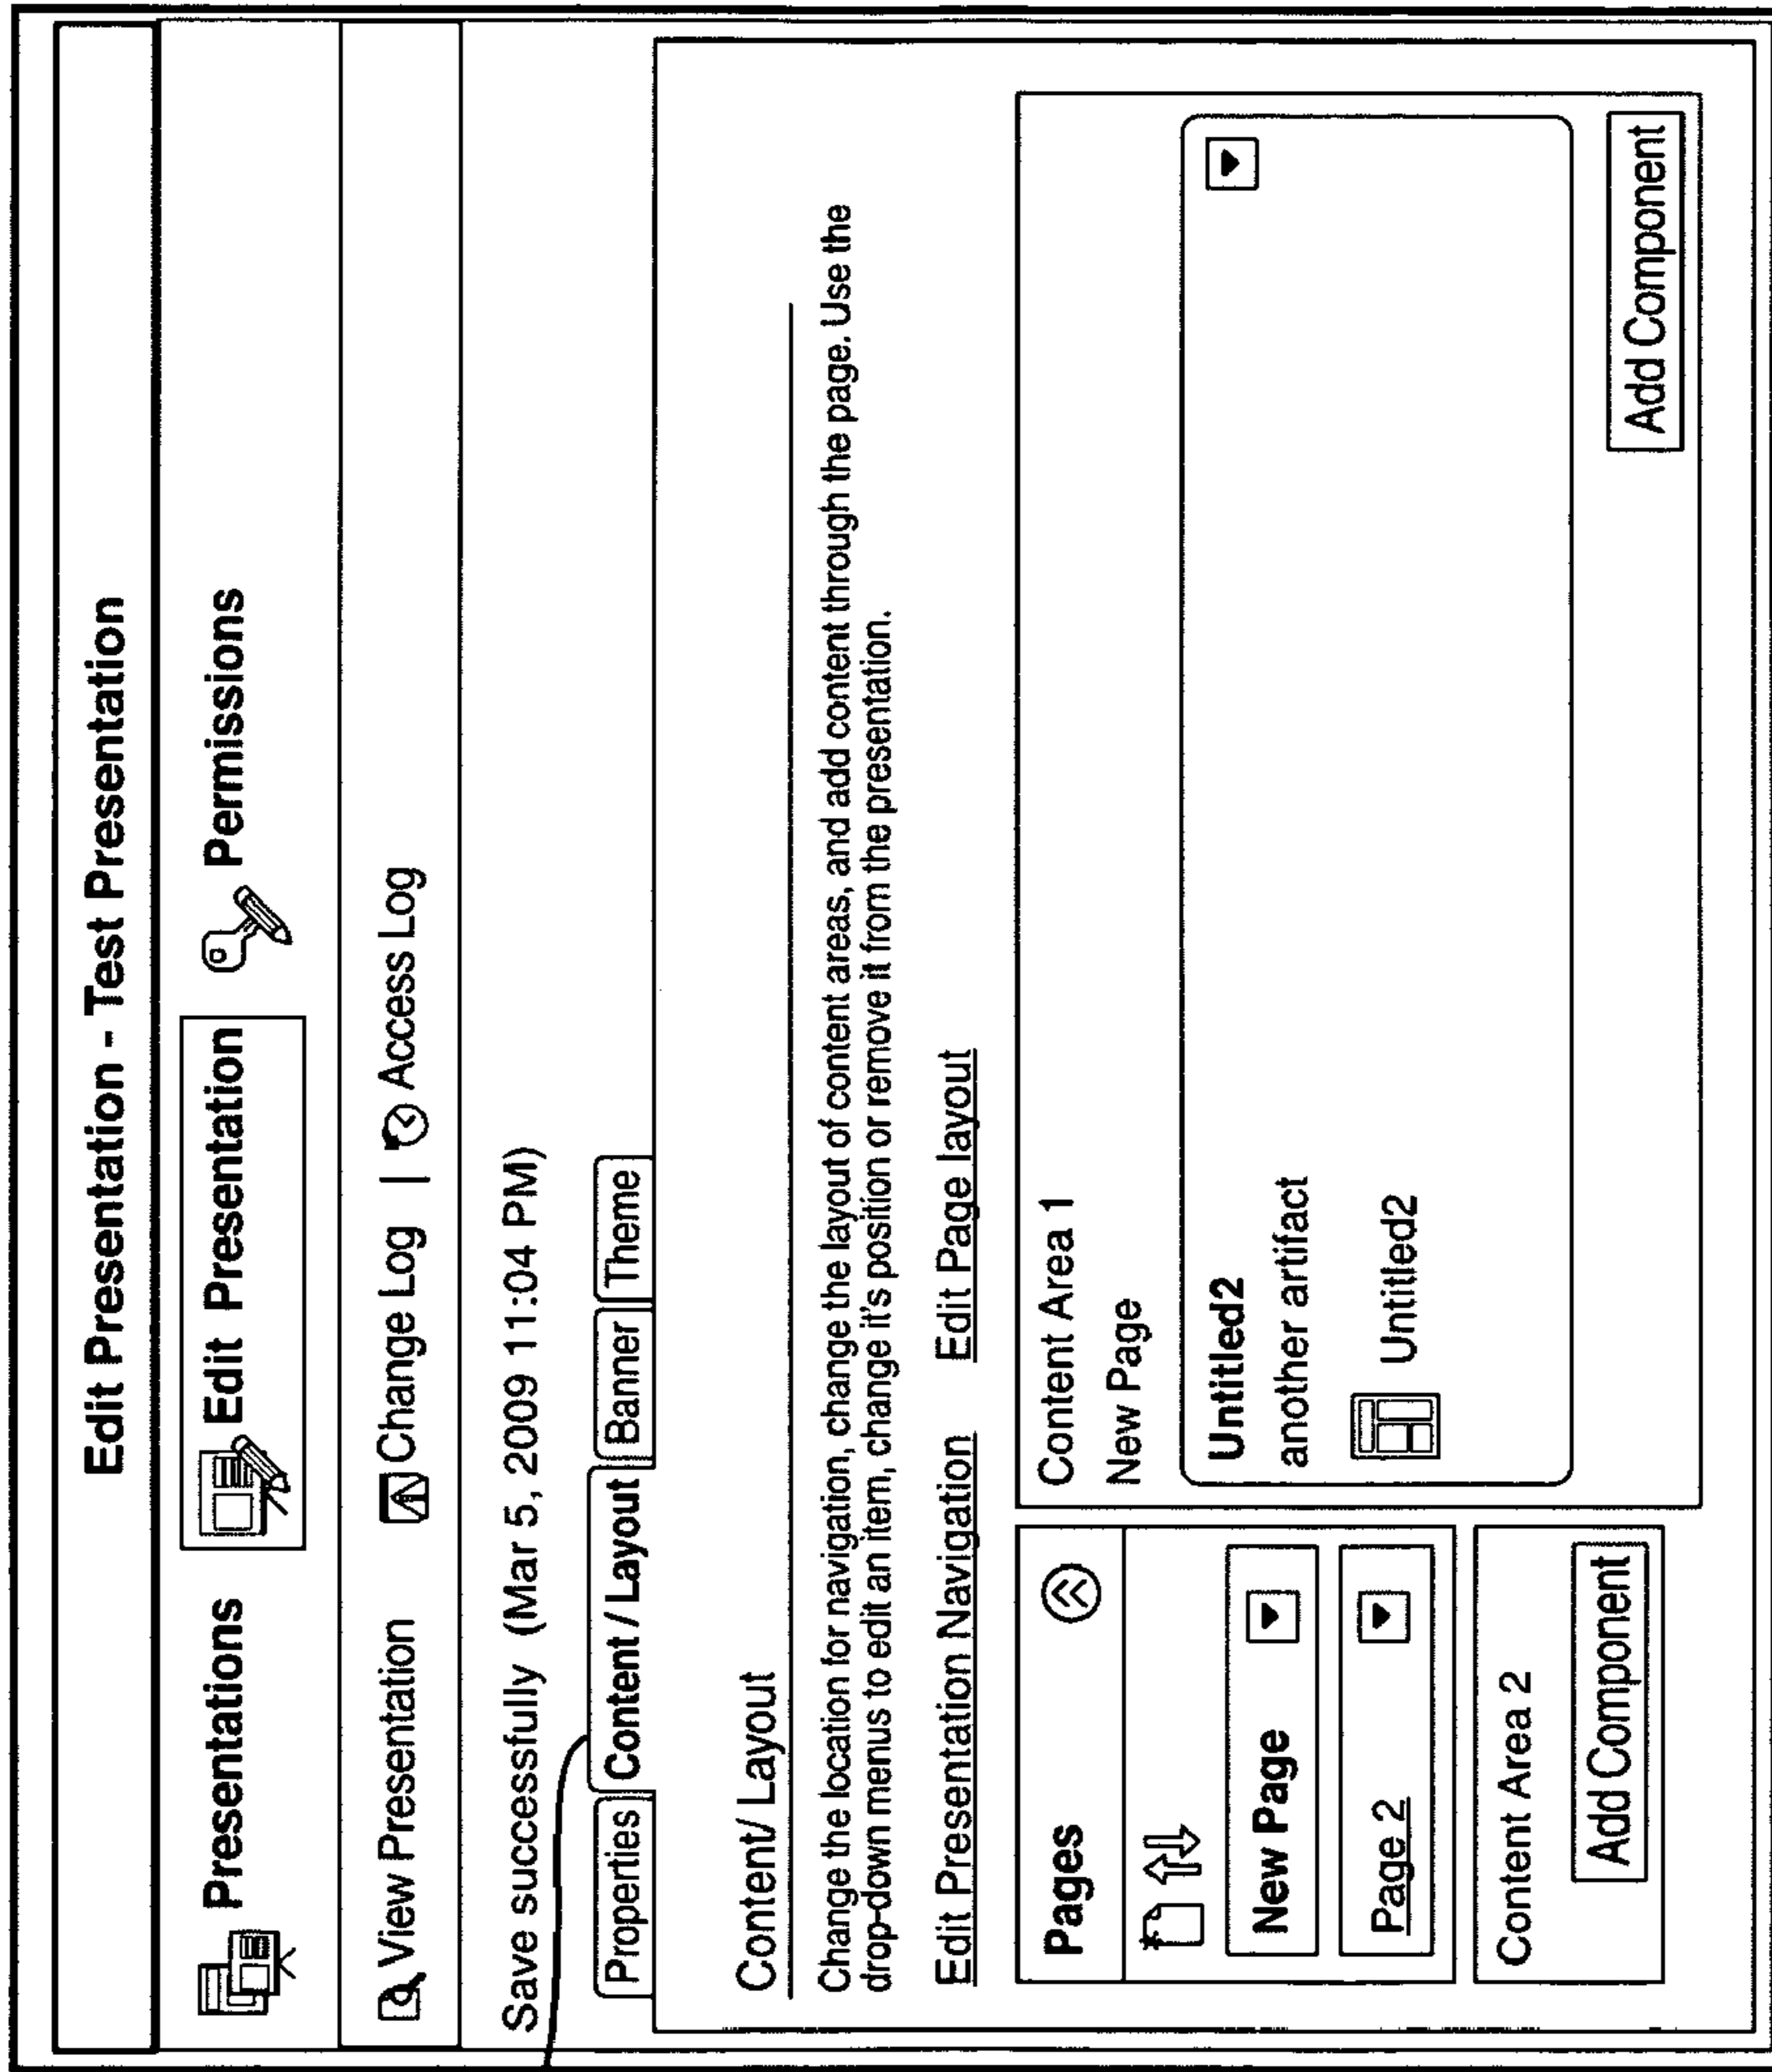 Edit Presentation - Test Presentation
Presentations Edit Presentation Permissions
View Presentation Change Log | Access Log
Save successfully (Mar 5, 2009 11:04 PM)
Properties Content / Layout Banner Theme
Content/ Layout
Change the location for navigation, change the layout of content areas, and add content through the page. Use the
drop-down menus to edit an item, change it's position or remove it from the presentation.
Edit Presentation Navigation Edit Page layout
Pages
New Page
Page 2
Content Area 2
Add Component
Content Area 1
New Page
Untitled2
another artifact
Untitled2
Add Component